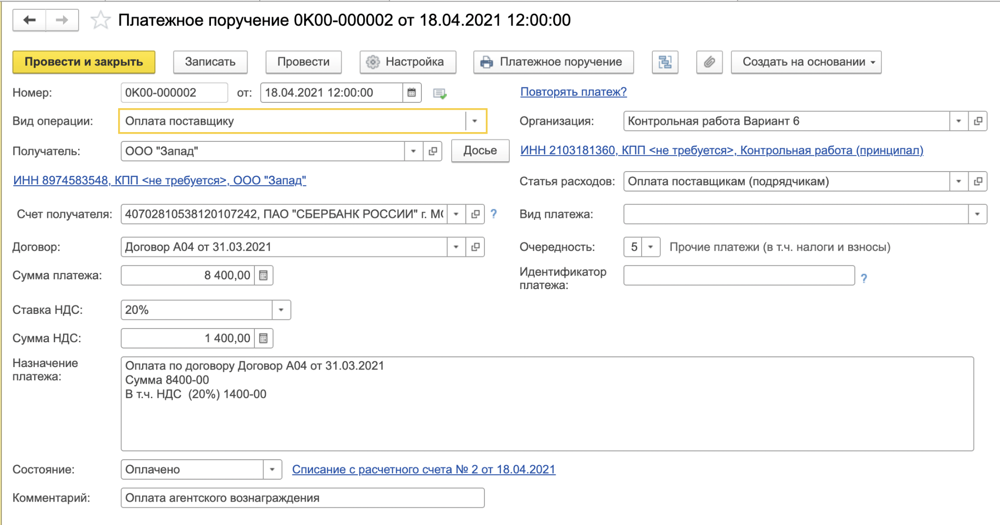 Платежное поручение 0К00-000002 от 18.04.2021 12:00:00
Провести и закрыть Записать Провести Настройка Платежное поручение Создать на основании
Номер: 0К00-000002 от: 18.04.2021 12:00:00 Повторять платеж?
Вид операции: Оплата поставщику Организация: Контрольная работа Вариант 6
Получатель: ООО "Запад" Досье ИНН 2103181360, КПП <не требуется>, Контрольная работа (принципал)
ИНН 8974583548, КПП <не требуется>, ООО "Запад" Статья расходов: Оплата поставщикам (подрядчикам)
Счет получателя: 40702810538120107242, ПАО "СБЕРБАНК РОССИИ" г. М ? Вид платежа:
Договор: Договор А04 от 31.03.2021 Очередность: 5 Прочие платежи (в т.ч. налоги и взносы)
Сумма платежа: 8 400,00 Идентификатор
платежа: ?
Ставка НДС: 20%
Сумма НДС: 1 400,00
Назначение
платежа:
Оплата по договору Договор А04 от 31.03.2021
Сумма 8400-00
В т.ч. НДС  (20%) 1400-00
Состояние: Оплачено Списание с расчетного счета № 2 от 18.04.2021
Комментарий: Оплата агентского вознаграждения